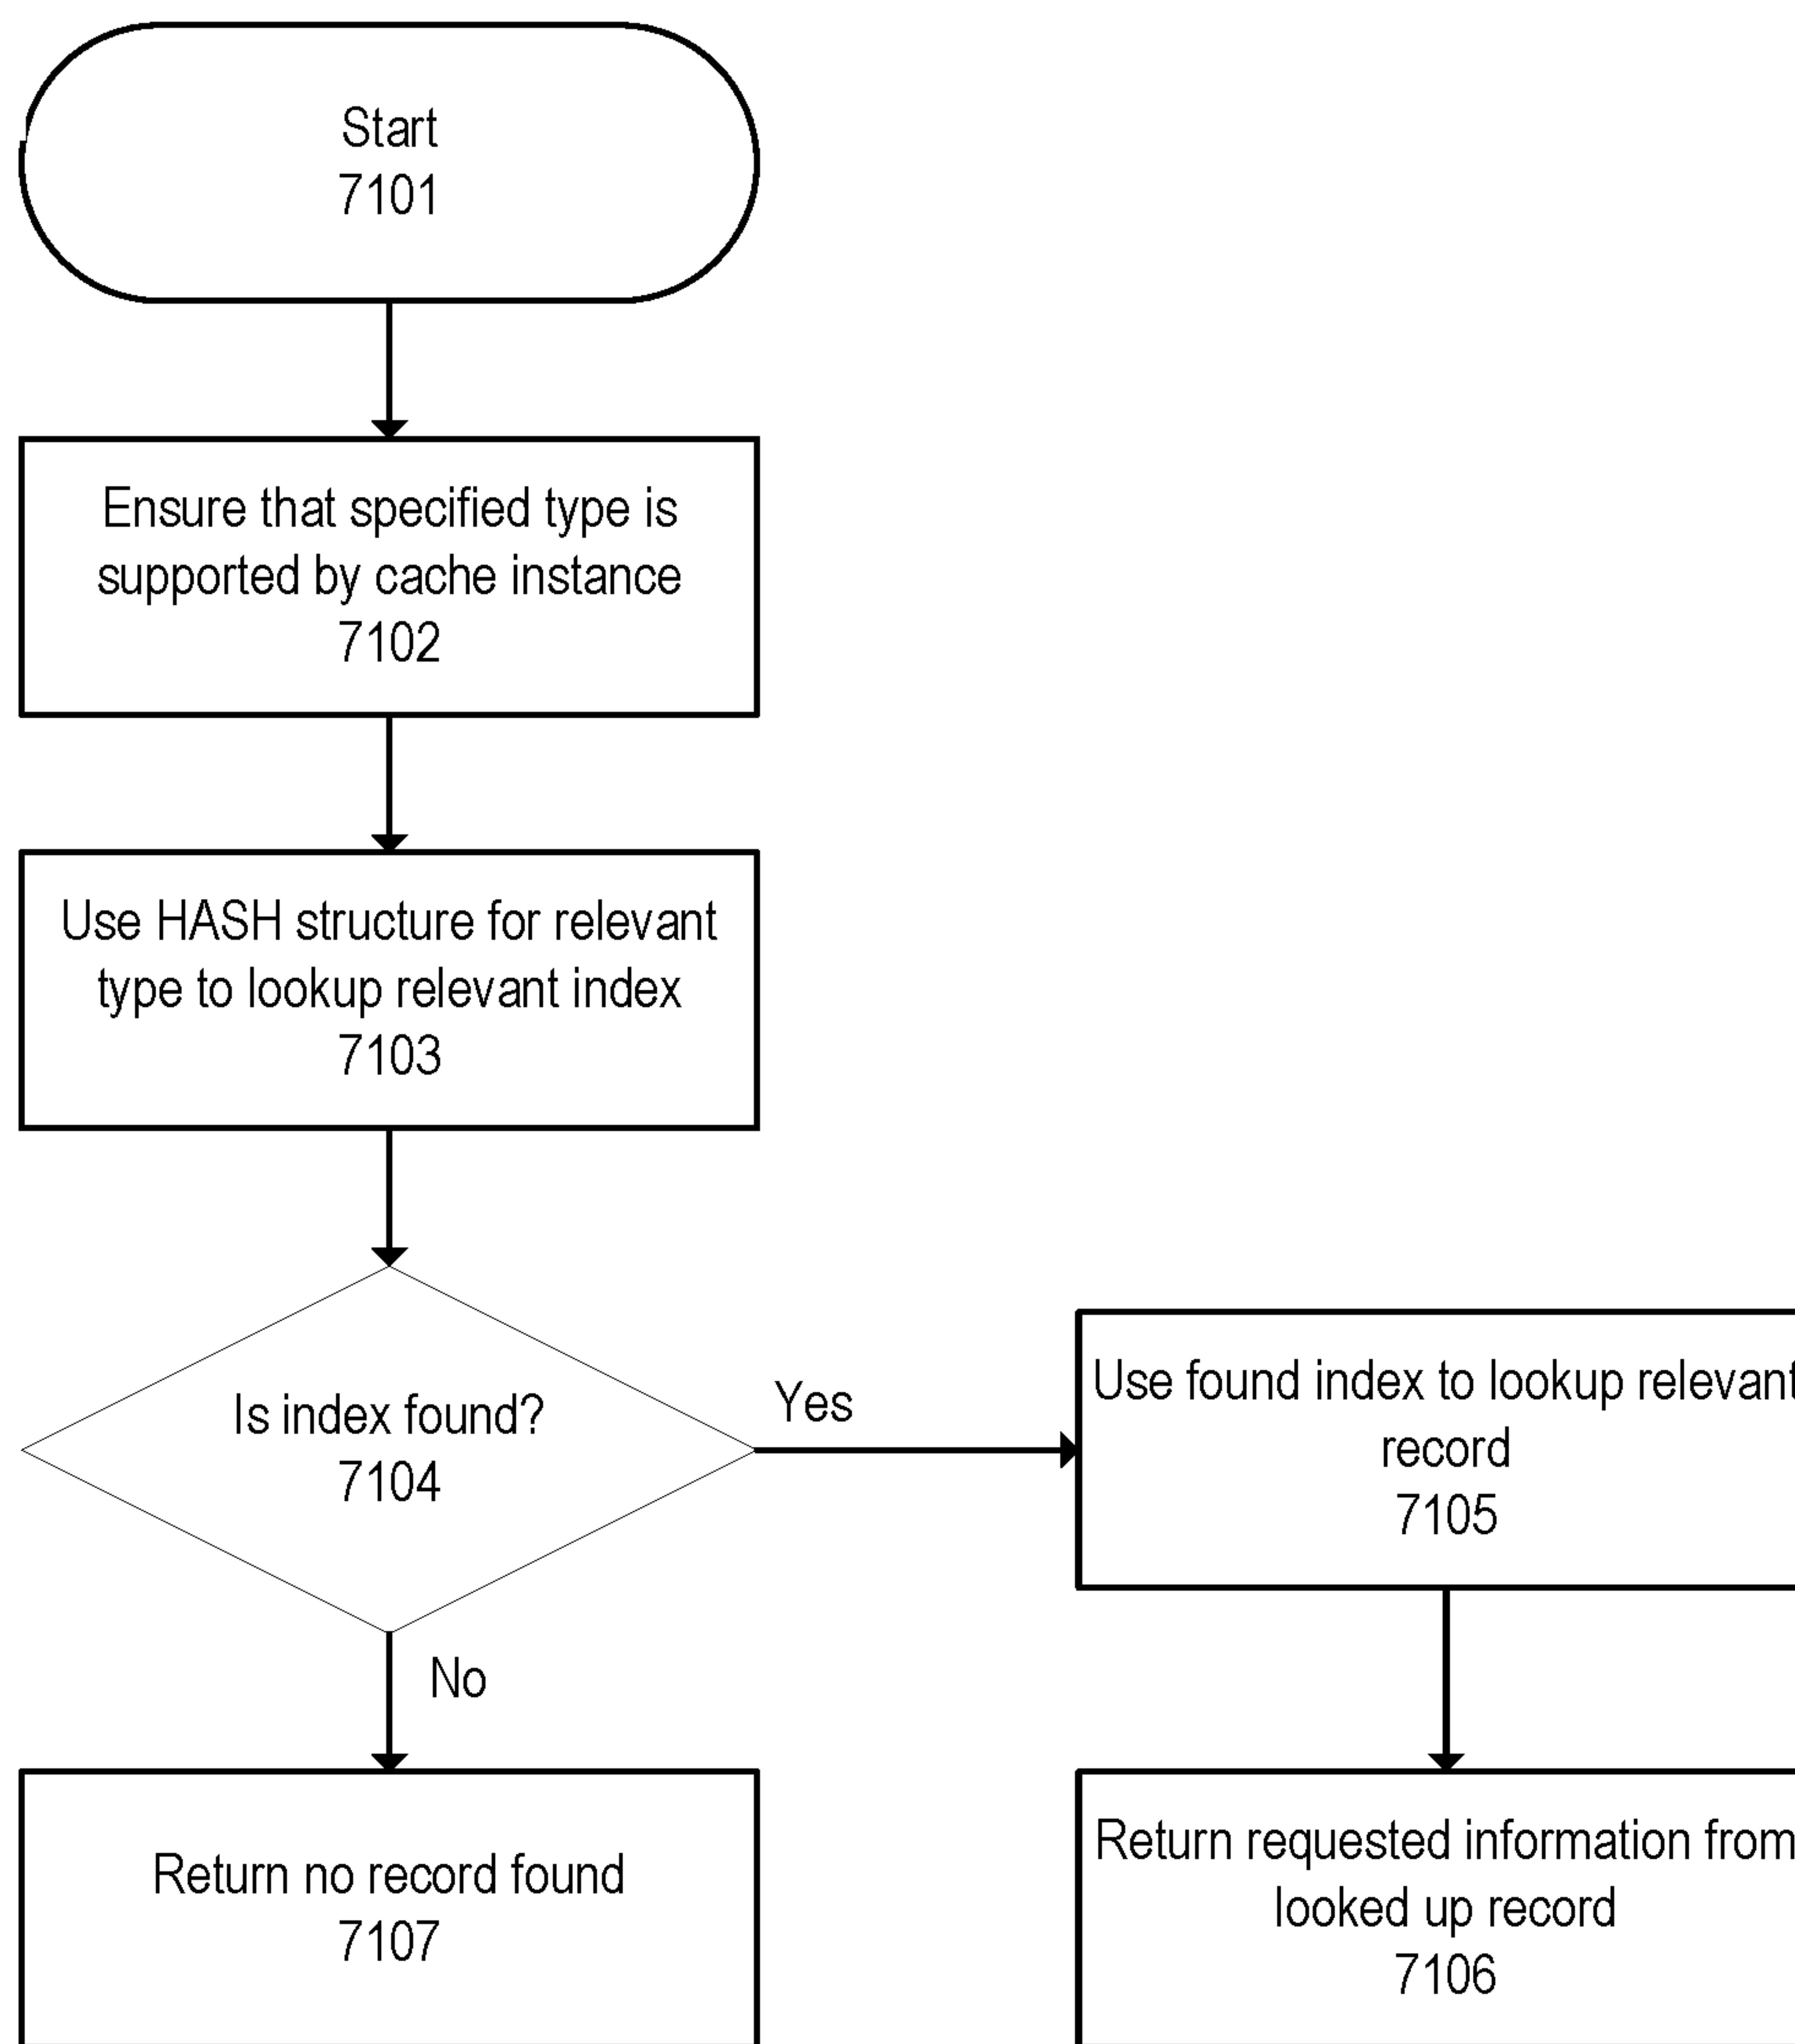 Start
7101
Ensure that specified type is
supported by cache instance
7102
Use HASH structure for relevant
type to lookup relevant index
7103
Is index found?
7104
Yes
Use found index to lookup relevant
record
7105
No
Return no record found
7107
Return requested information from
looked up record
7106